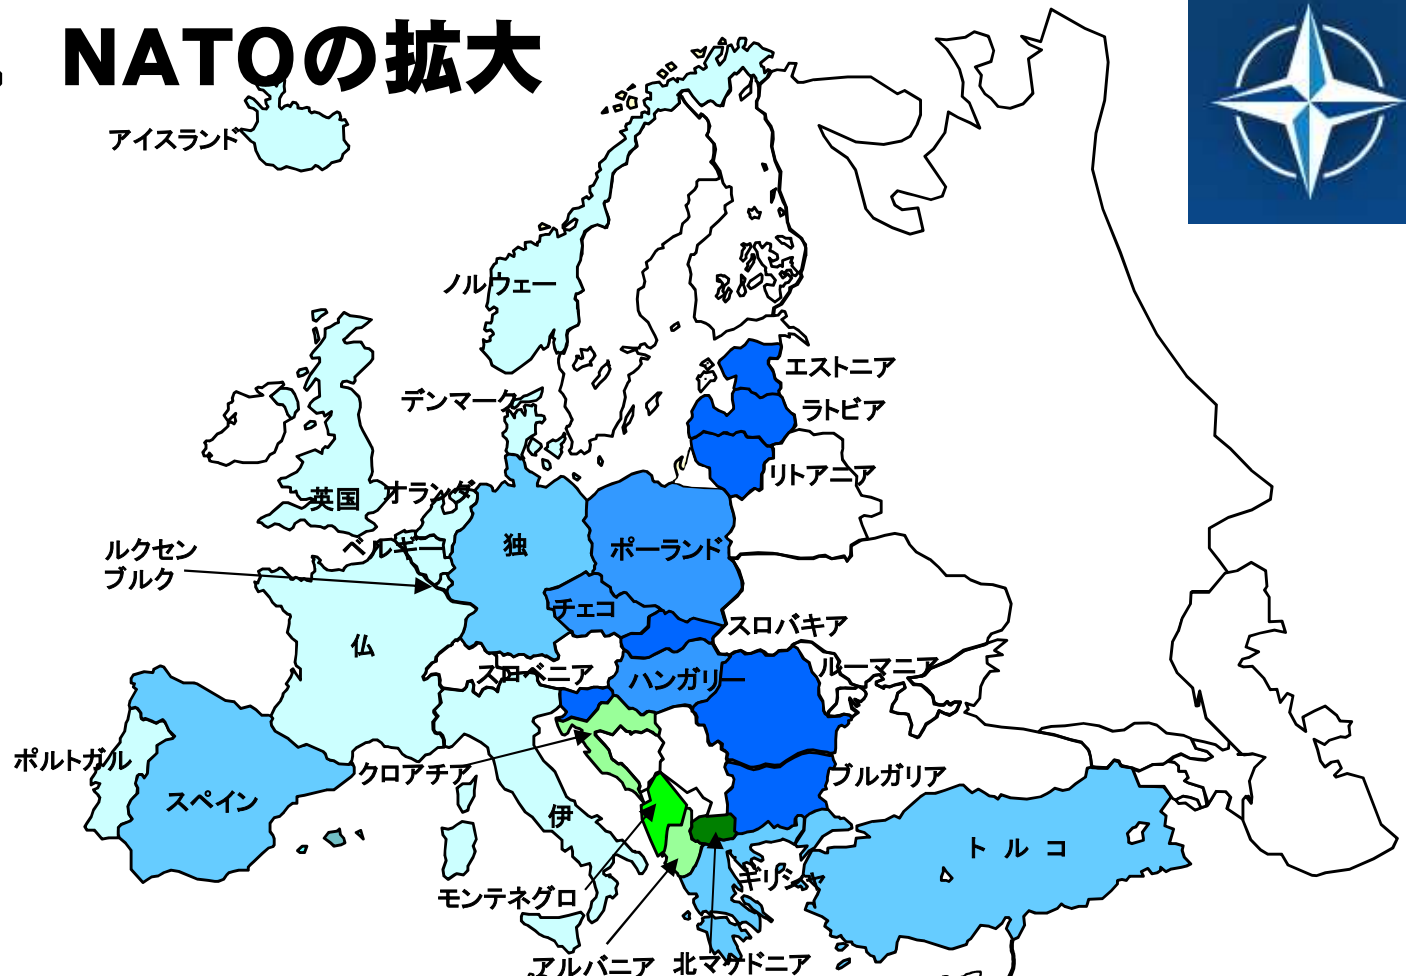 NATOの拡大
アイスランド
ノルウェー
エストニア
デンマーク
ラトビア
リトアニア
英国
オランダ
ベルギー
独
ポーランド
ルクセン
ブルク
チェコ
スロバキア
仏
スロベニア
ハンガリー
ルーマニア
ポルトガル
スペイン
クロアチア
ブルガリア
伊
トルコ
ギリシャ
モンテネグロ
アルバニア
北マケドニア